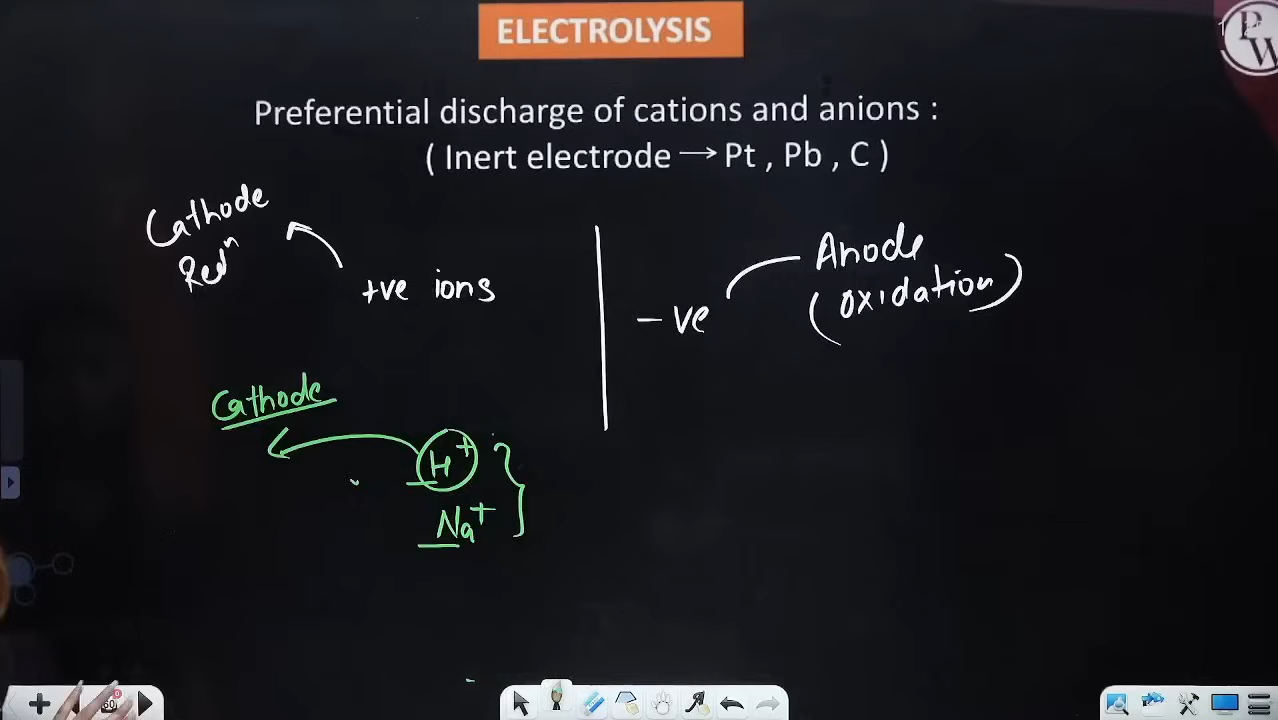 ELECTROLYSIS
PW
Preferential discharge of cations and anions :
( Inert electrode → Pt , Pb , C )
Cathode
Redⁿ
+ve ions
Anode
(oxidation)
-ve
Cathode
H⁺
Na⁺